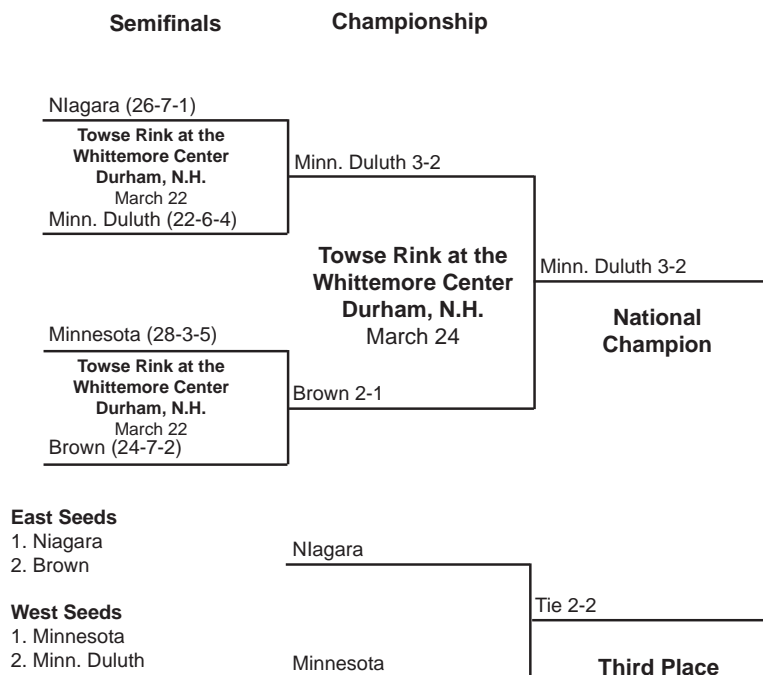 Semifinals
Championship
NIagara (26-7-1)
Towse Rink at the
Whittemore Center
Durham, N.H.
March 22
Minn. Duluth (22-6-4)
Minn. Duluth 3-2
Minnesota (28-3-5)
Towse Rink at the
Whittemore Center
Durham, N.H.
March 22
Brown (24-7-2)
Brown 2-1
Towse Rink at the
Whittemore Center
Durham, N.H.
March 24
Minn. Duluth 3-2
National
Champion
East Seeds
1. Niagara
2. Brown
West Seeds
1. Minnesota
2. Minn. Duluth
NIagara
Minnesota
Tie 2-2
Third Place